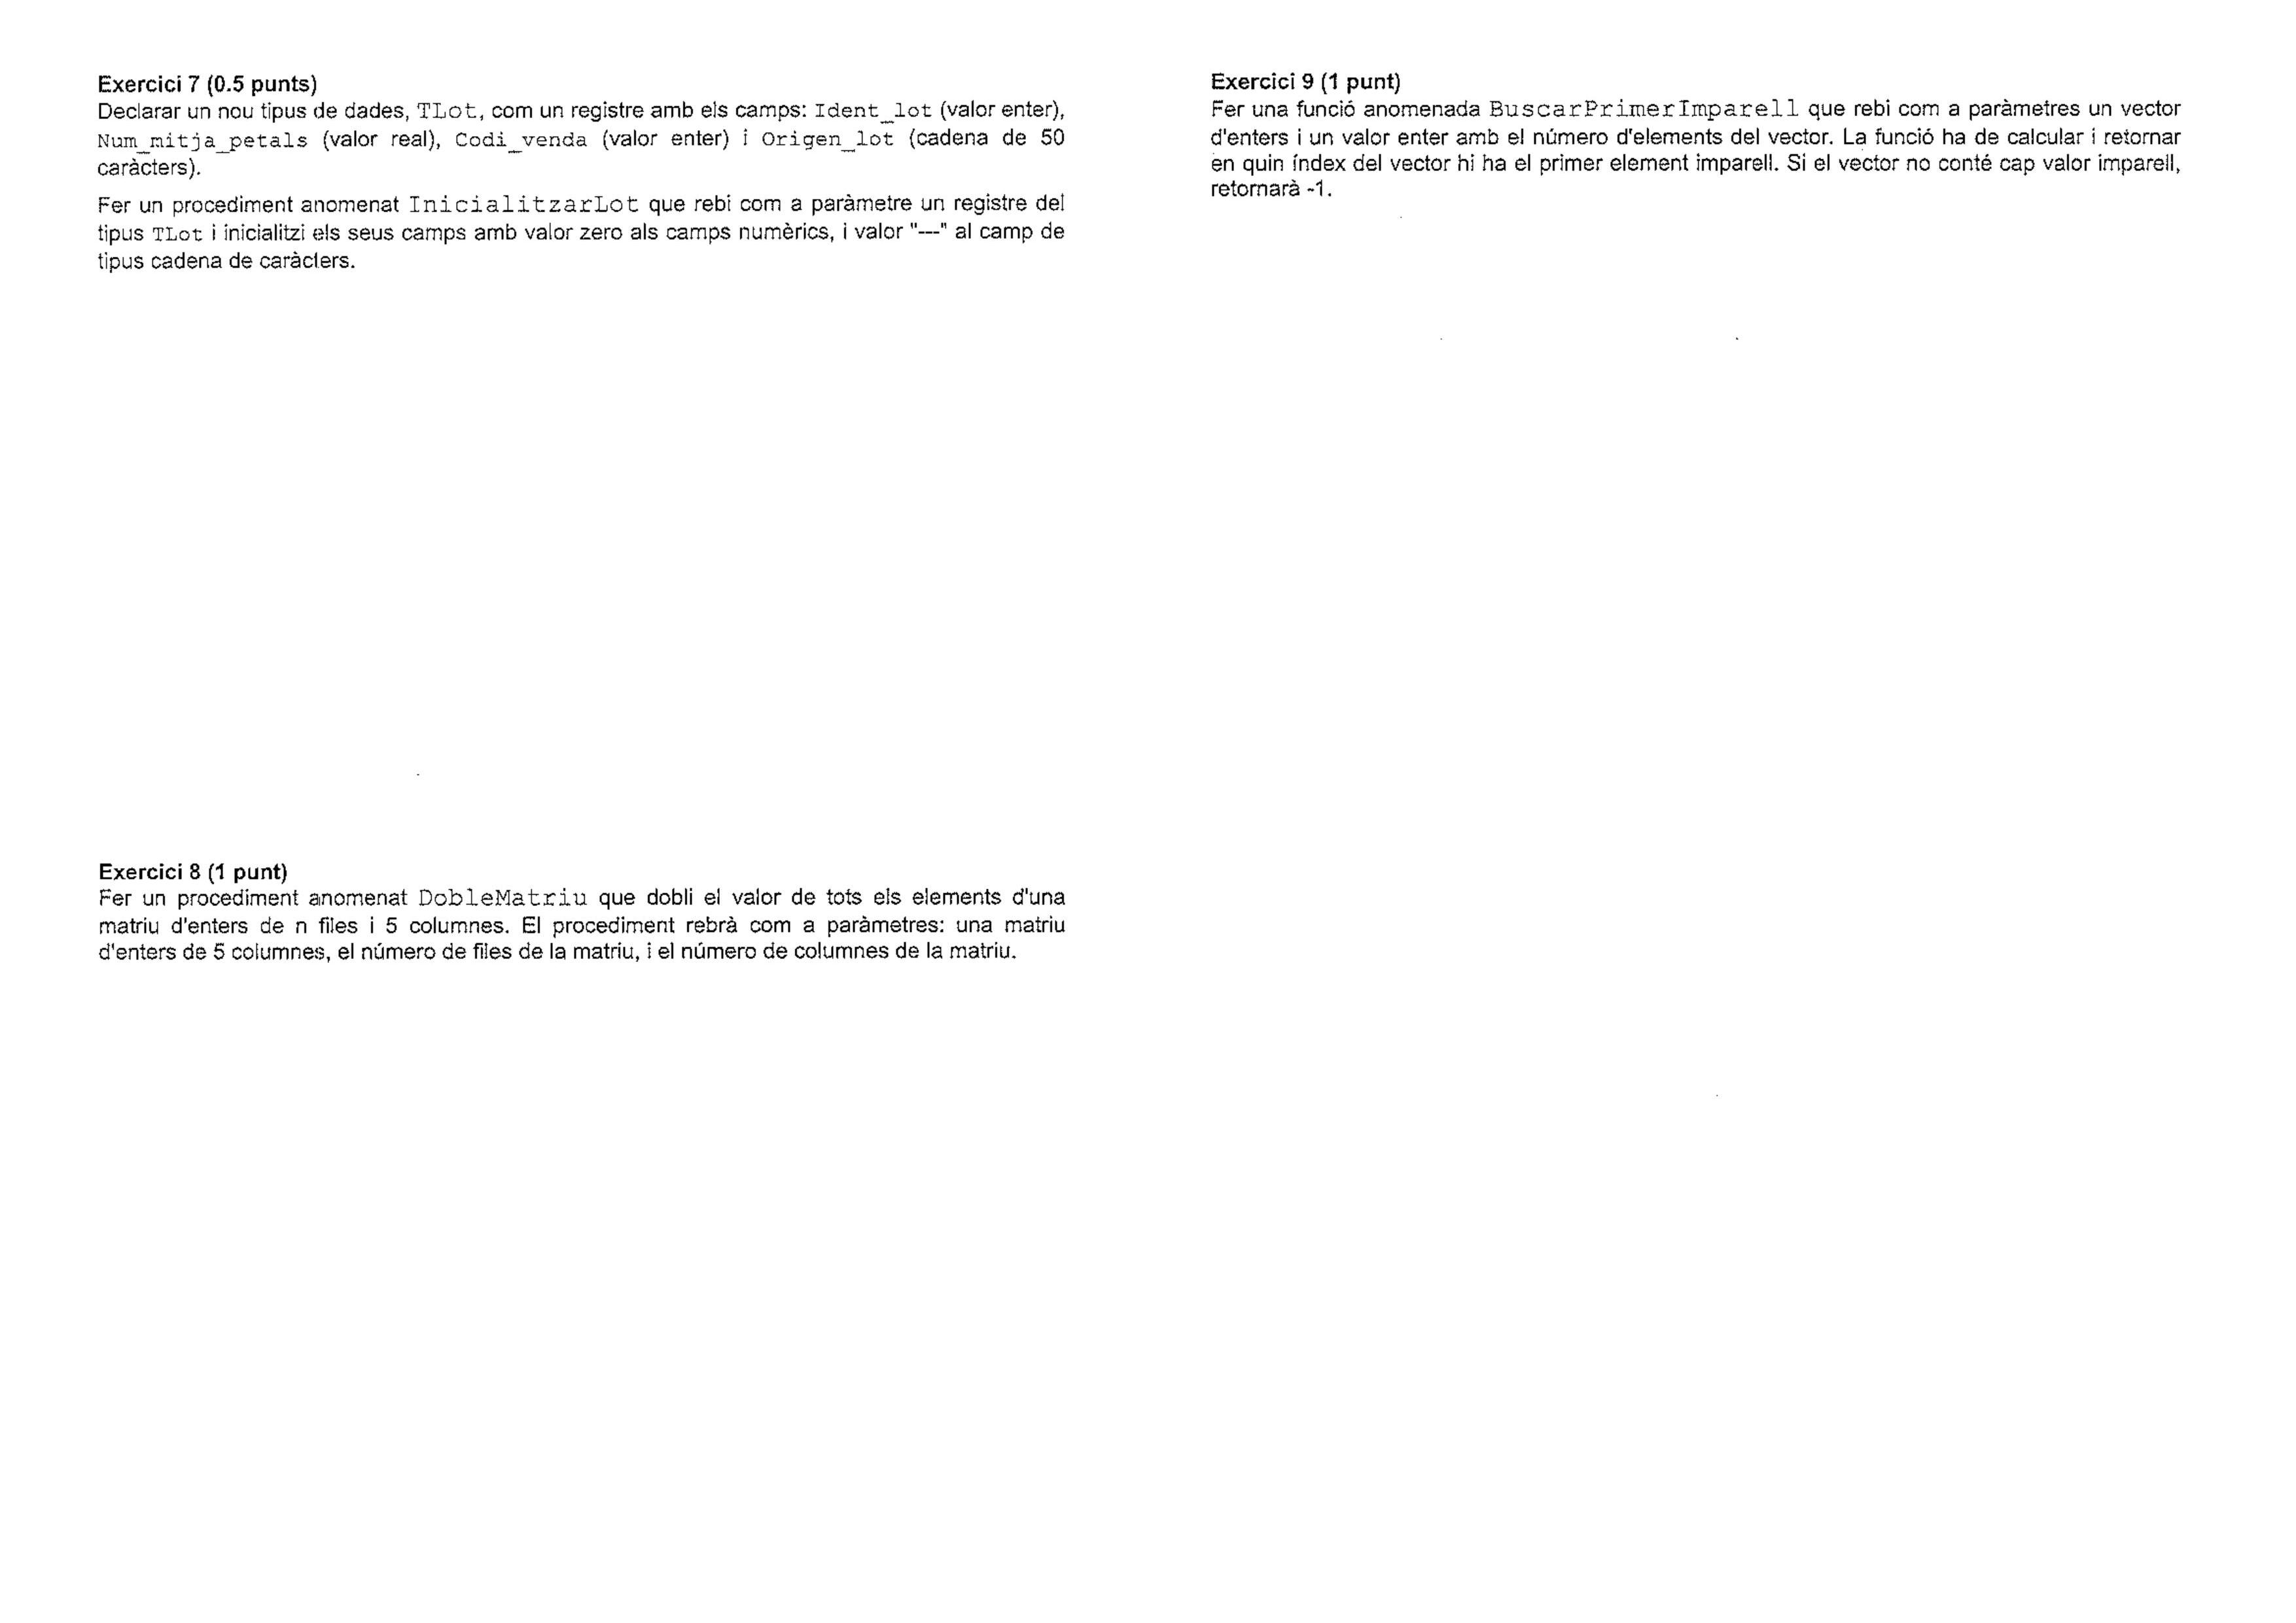 Exercici 7 (0.5 punts)
Declarar un nou tipus de dades, TLot, com un registre amb els camps: Ident_lot (valor enter),
Num_mitja_petals (valor real), Codi_venda (valor enter) i Origen_lot (cadena de 50
caràcters).
Fer un procediment anomenat InicialitzarLot que rebi com a paràmetre un registre del
tipus TLot i inicialitzi els seus camps amb valor zero als camps numèrics, i valor "---" al camp de
tipus cadena de caràcters.
Exercici 8 (1 punt)
Fer un procediment anomenat DobleMatriu que dobli el valor de tots els elements d'una
matriu d'enters de n files i 5 columnes. El procediment rebrà com a paràmetres: una matriu
d'enters de 5 columnes, el número de files de la matriu, i el número de columnes de la matriu.
Exercici 9 (1 punt)
Fer una funció anomenada BuscarPrimerImparell que rebi com a paràmetres un vector
d'enters i un valor enter amb el número d'elements del vector. La funció ha de calcular i retornar
en quin índex del vector hi ha el primer element imparell. Si el vector no conté cap valor imparell,
retornarà -1.